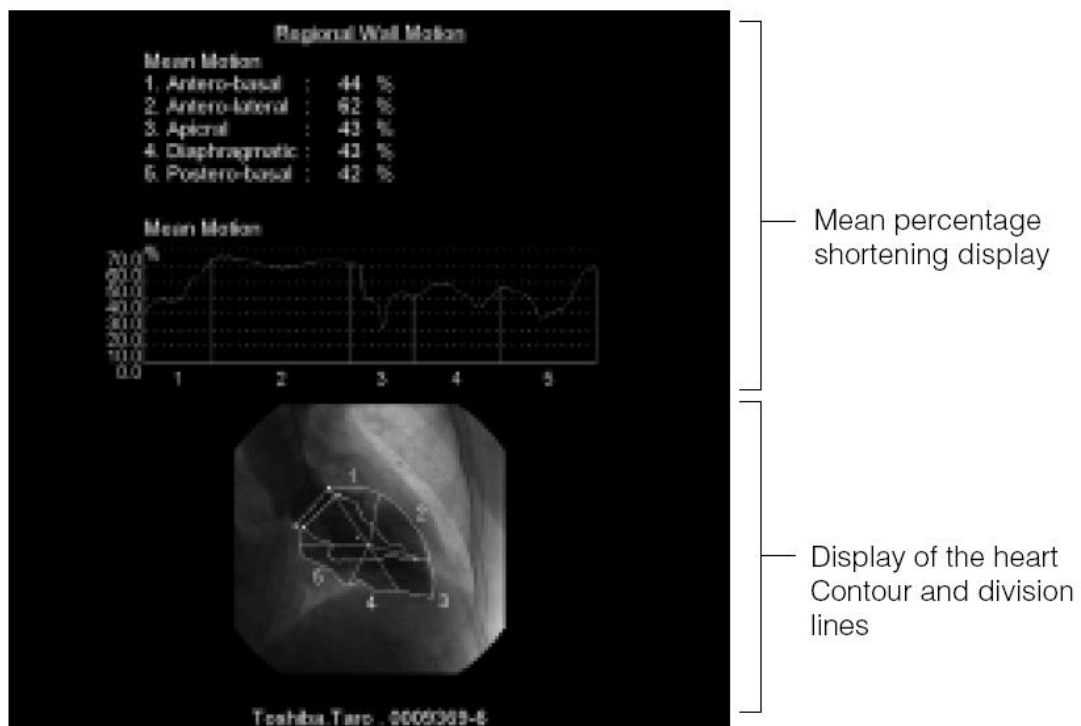 Regional Wall Motion
Mean Motion
1. Antero-basal : 44 %
2. Antero-lateral : 62 %
3. Apicral : 43 %
4. Diaphragmatic : 43 %
5. Postero-basal : 42 %
Mean Motion
%
70.0
60.0
50.0
40.0
30.0
20.0
10.0
0.0
1 2 3 4 5
1
2
5
4 3
Toshiba.Taro . 0009369-6
Mean percentage
shortening display
Display of the heart
Contour and division
lines